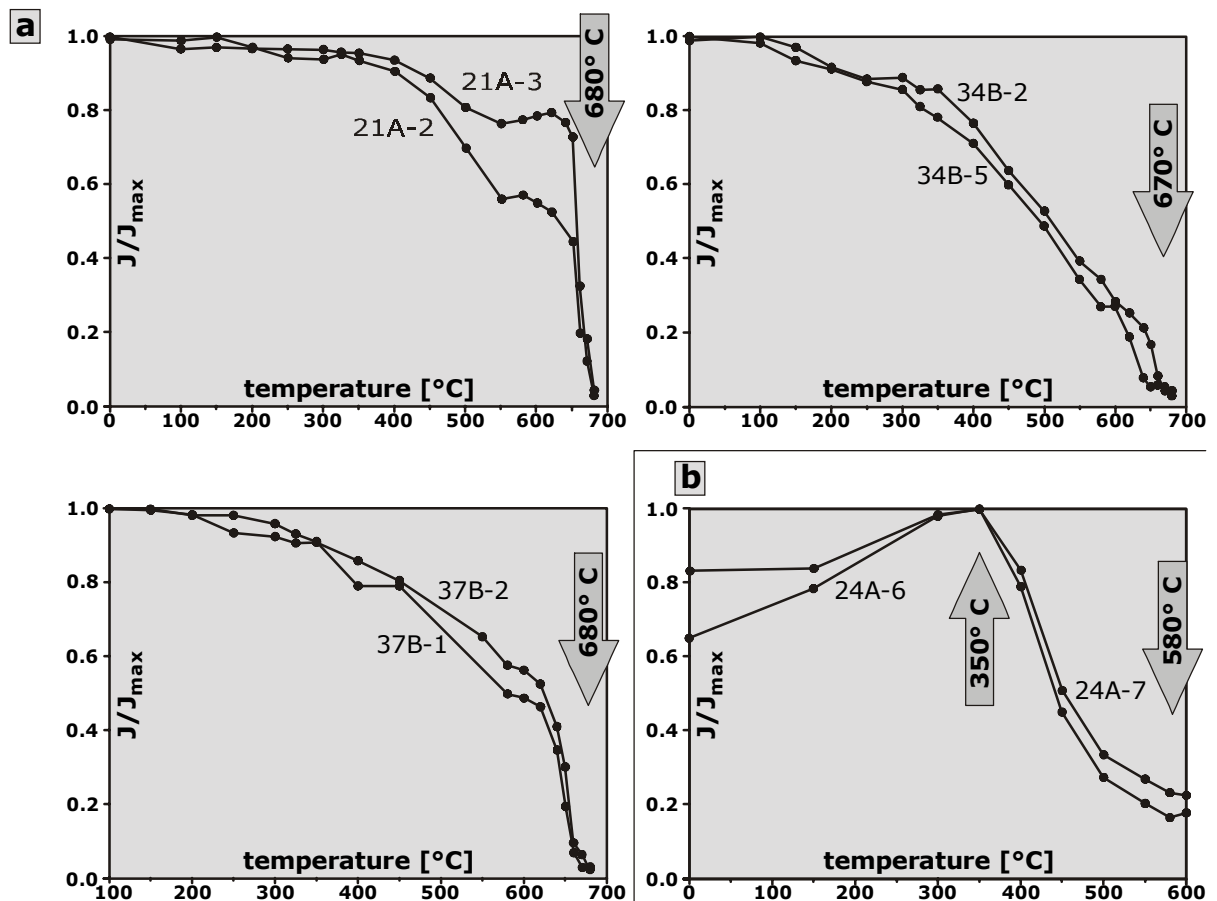 a
1.0
0.8
0.6
0.4
0.2
0.0
J/Jmax
21A-3
21A-2
680° C
temperature [°C]
0 100 200 300 400 500 600 700
1.0
0.8
0.6
0.4
0.2
0.0
J/Jmax
34B-2
34B-5
670° C
temperature [°C]
0 100 200 300 400 500 600 700
1.0
0.8
0.6
0.4
0.2
0.0
J/Jmax
37B-2
37B-1
680° C
temperature [°C]
100 200 300 400 500 600 700
b
1.0
0.8
0.6
0.4
0.2
0.0
J/Jmax
24A-6
350° C
24A-7
580° C
temperature [°C]
0 100 200 300 400 500 600